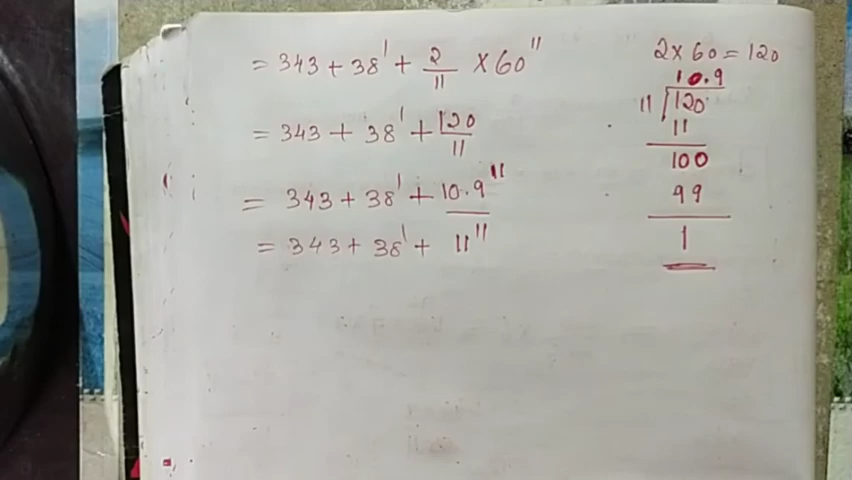 = 343 + 38' + 2/11 × 60"
= 343 + 38' + 120/11
= 343 + 38' + 10.9"
= 343 + 38' + 11"
2 × 60 = 120
10.9
11 120
11
100
99
1